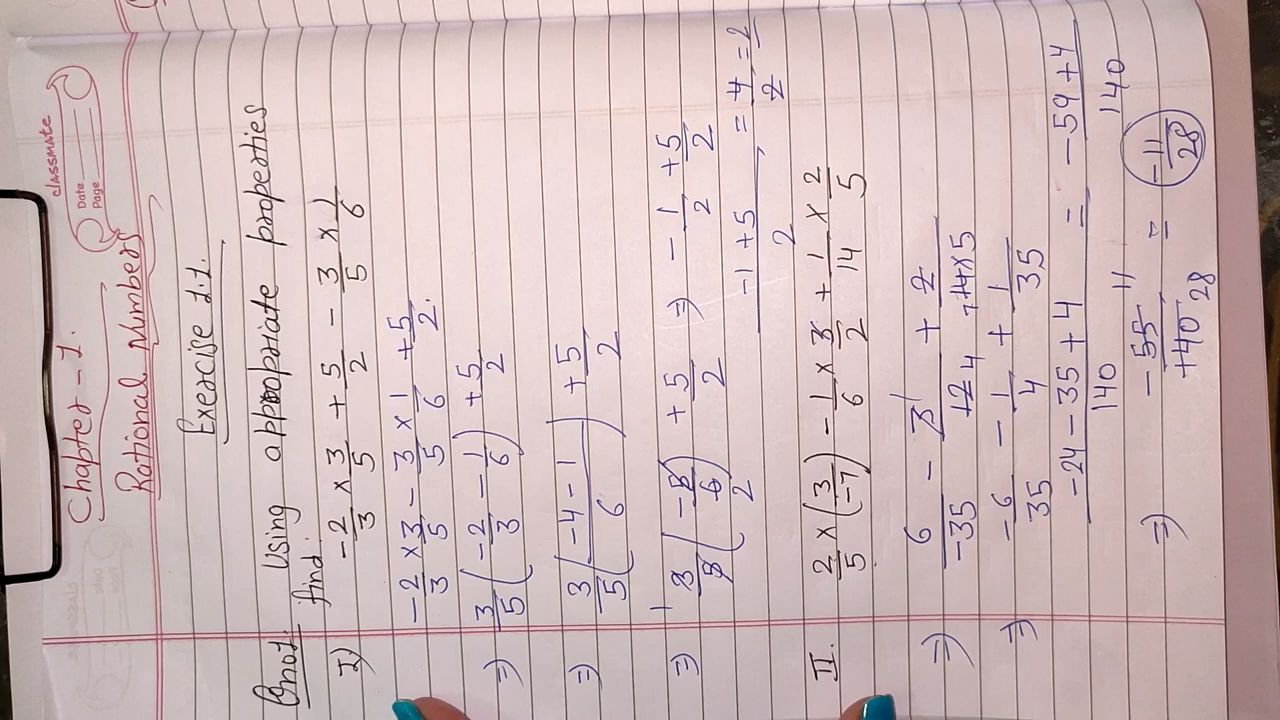 classmate
Date
Page
Chapter - 1.
Rational Numbers
Exercise 1.1.
Qno1. Using appropriate properties
find.
I) -2/3 × 3/5 + 5/2 - 3/5 × 1/6
-2/3 × 3/5 - 3/5 × 1/6 + 5/2.
⇒ 3/5 (-2/3 - 1/6) + 5/2
⇒ 3/5 (-4 - 1/6) + 5/2
⇒ 3/5 (-5/6) + 5/2 ⇒ -1/2 + 5/2
-1 + 5/2, = 4/2 = 2
II. 2/5 × (3/-7) - 1/6 × 3/2 + 1/14 × 2/5
⇒ 6/-35 - 3/12 + 2/14×5
⇒ -6/35 - 1/4 + 1/35
-24 - 35 + 4/140 = -59 + 4/140
⇒ -55/140 = -11/28